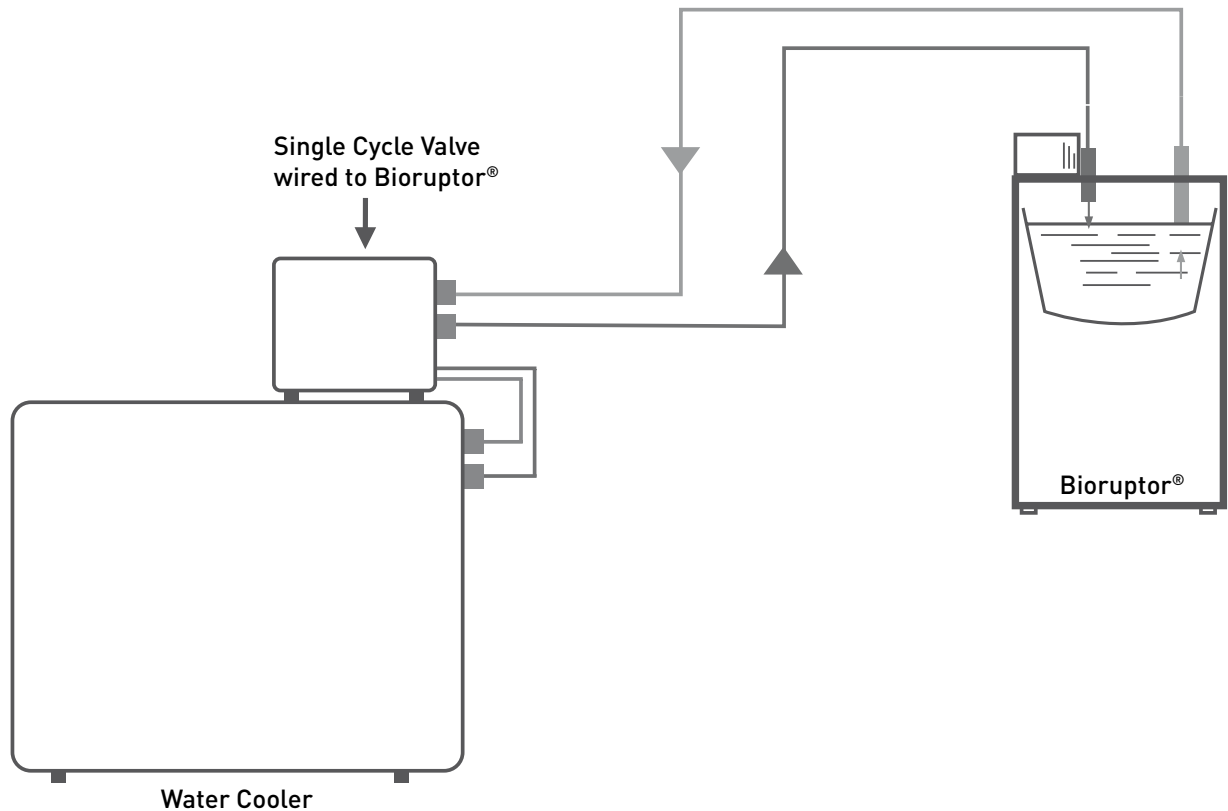 Single Cycle Valve
wired to Bioruptor®
Bioruptor®
Water Cooler